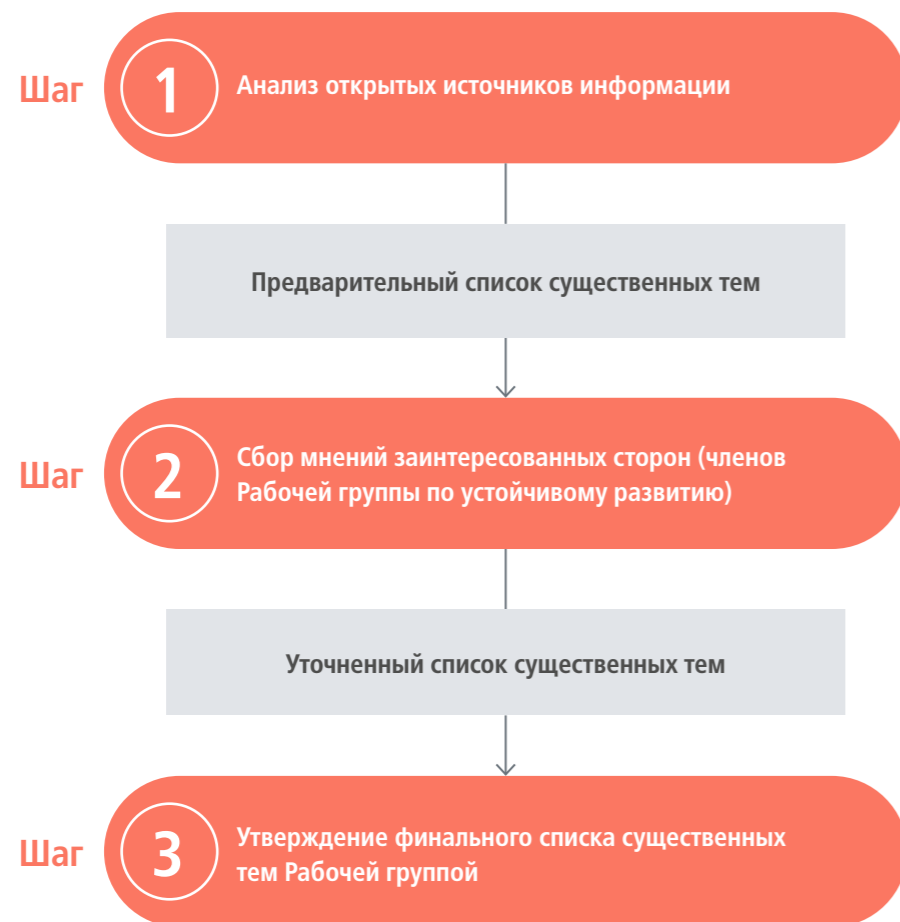 Шаг 1 Анализ открытых источников информации
Предварительный список существенных тем
Шаг 2 Сбор мнений заинтересованных сторон (членов
Рабочей группы по устойчивому развитию)
Уточненный список существенных тем
Шаг 3 Утверждение финального списка существенных
тем Рабочей группой